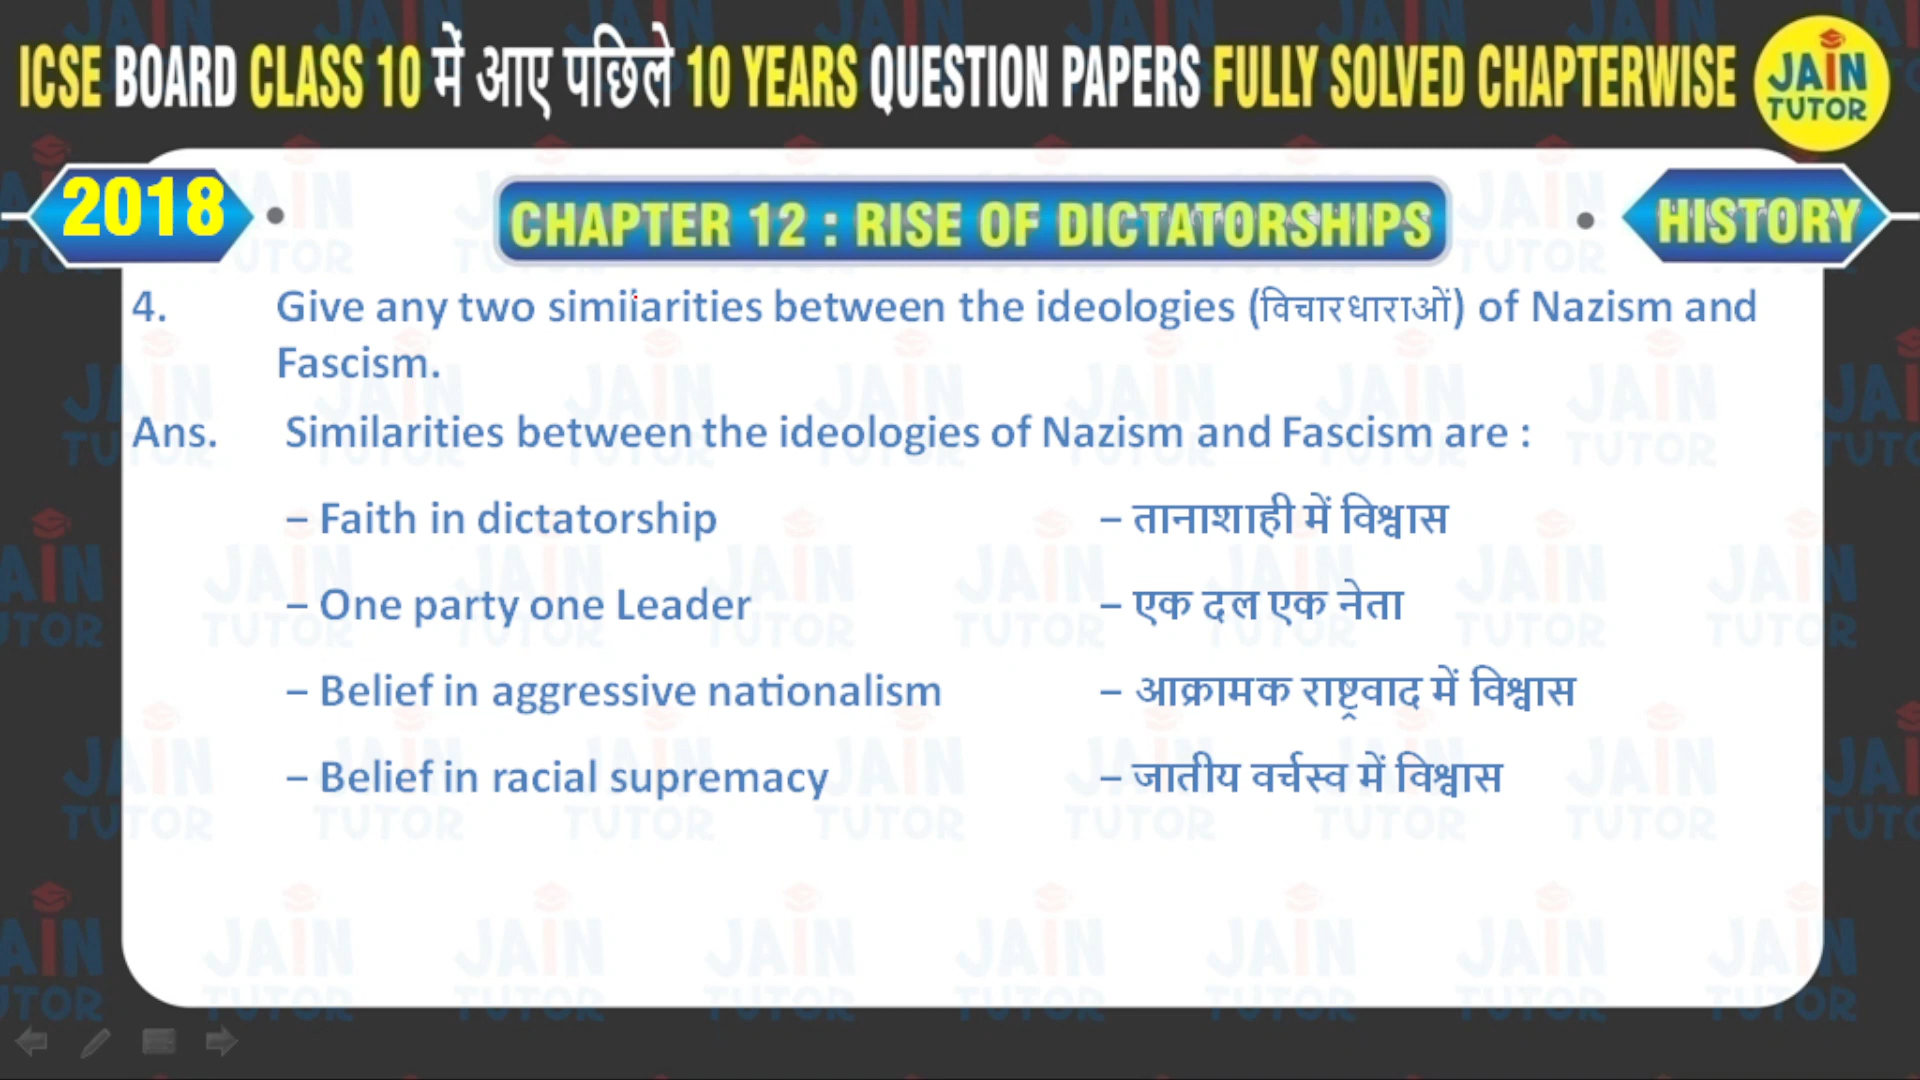 ICSE BOARD CLASS 10 में आए पछिले 10 YEARS QUESTION PAPERS FULLY SOLVED CHAPTERWISE
JAIN
TUTOR
2018
CHAPTER 12 : RISE OF DICTATORSHIPS
HISTORY
4. Give any two similarities between the ideologies (विचारधाराओं) of Nazism and
Fascism.
Ans. Similarities between the ideologies of Nazism and Fascism are :
– Faith in dictatorship – तानाशाही में विश्वास
– One party one Leader – एक दल एक नेता
– Belief in aggressive nationalism – आक्रामक राष्ट्रवाद में विश्वास
– Belief in racial supremacy – जातीय वर्चस्व में विश्वास